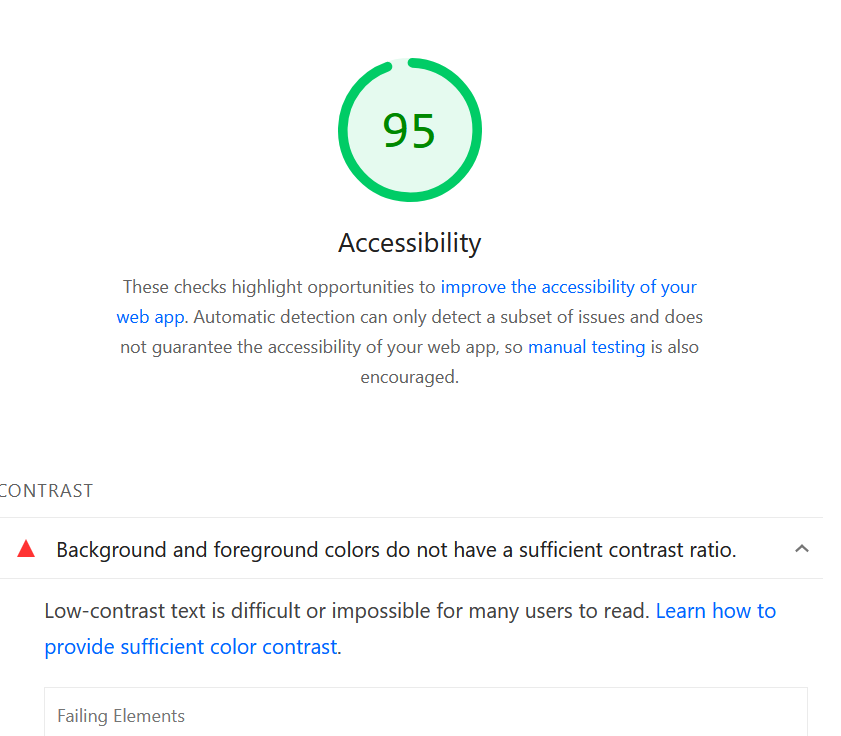 95
Accessibility
These checks highlight opportunities to improve the accessibility of your
web app. Automatic detection can only detect a subset of issues and does
not guarantee the accessibility of your web app, so manual testing is also
encouraged.
CONTRAST
Background and foreground colors do not have a sufficient contrast ratio.
Low-contrast text is difficult or impossible for many users to read. Learn how to
provide sufficient color contrast.
Failing Elements